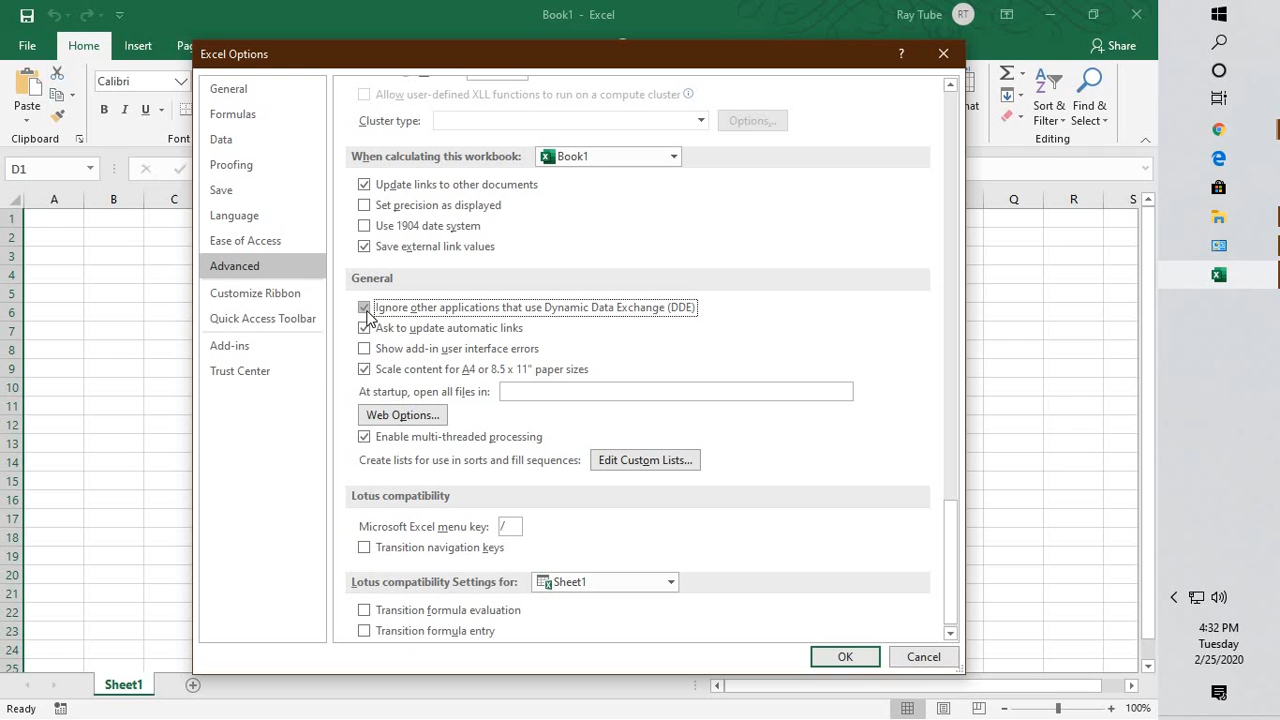 Book1 - Excel
Ray Tube RT
File Home Insert Pa
Share
Excel Options
?
Paste
Clipboard
Calibri
B I U
Font
Sort & Filter
Find & Select
Editing
mat
D1
General
Formulas
Data
Proofing
Save
Language
Ease of Access
Advanced
Customize Ribbon
Quick Access Toolbar
Add-ins
Trust Center
Allow user-defined XLL functions to run on a compute cluster
Cluster type:
Options...
When calculating this workbook: Book1
Update links to other documents
Set precision as displayed
Use 1904 date system
Save external link values
General
Ignore other applications that use Dynamic Data Exchange (DDE)
Ask to update automatic links
Show add-in user interface errors
Scale content for A4 or 8.5 x 11" paper sizes
At startup, open all files in:
Web Options...
Enable multi-threaded processing
Create lists for use in sorts and fill sequences: Edit Custom Lists...
Lotus compatibility
Microsoft Excel menu key: /
Transition navigation keys
Lotus compatibility Settings for: Sheet1
Transition formula evaluation
Transition formula entry
OK Cancel
A B C Q R S
1
2
3
4
5
6
7
8
9
10
11
12
13
14
15
16
17
18
19
20
21
22
23
24
25
Sheet1
Ready
100%
4:32 PM
Tuesday
2/25/2020